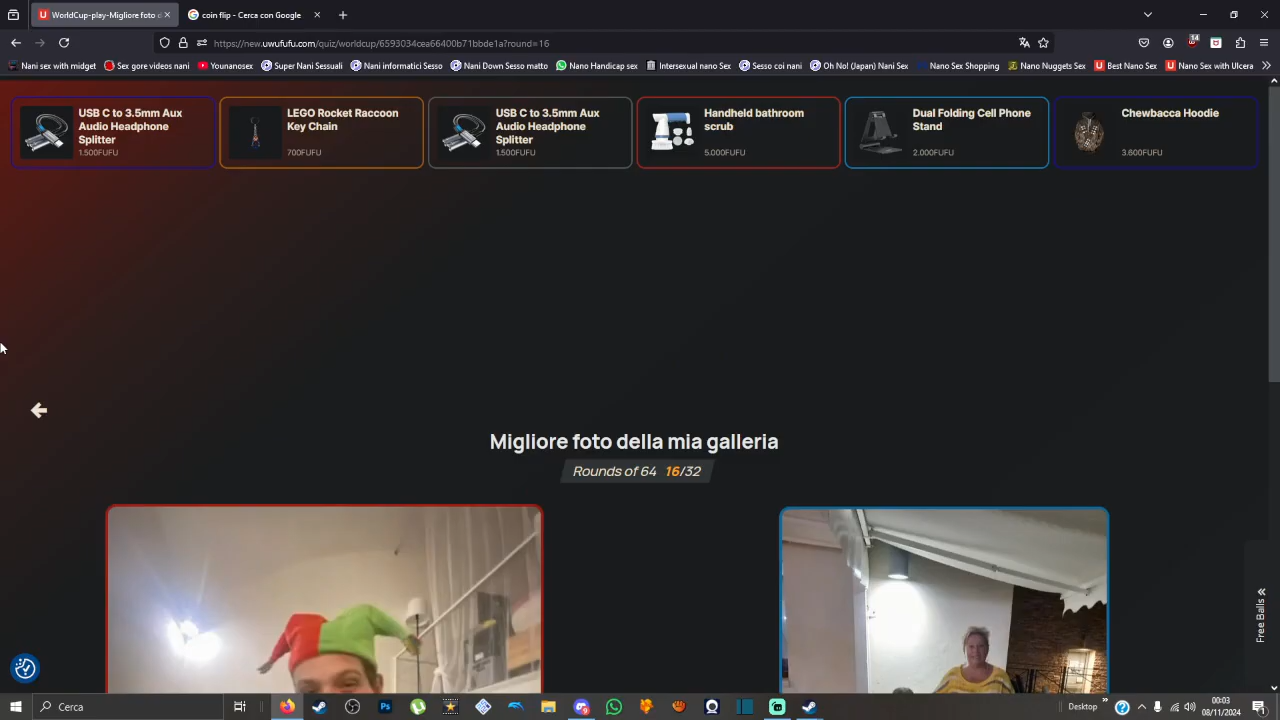 WorldCup-play-Migliore foto d
coin flip - Cerca con Google
https://new.uwufufu.com/quiz/worldcup/6593034cea66400b71bbde1a?round=16
14
Nani sex with midget
Sex gore videos nani
Younanosex
Super Nani Sessuali
Nani informatici Sesso
Nani Down Sesso matto
Nano Handicap sex
Intersexual nano Sex
Sesso coi nani
Oh No! (Japan) Nani Sex
Nano Sex Shopping
Nano Nuggets Sex
Best Nano Sex
Nano Sex with Ulcera
USB C to 3.5mm Aux
Audio Headphone
Splitter
1.500FUFU
LEGO Rocket Raccoon
Key Chain
700FUFU
USB C to 3.5mm Aux
Audio Headphone
Splitter
1.500FUFU
Handheld bathroom
scrub
5.000FUFU
Dual Folding Cell Phone
Stand
2.000FUFU
Chewbacca Hoodie
3.600FUFU
Migliore foto della mia galleria
Rounds of 64 16/32
Free Balls
Cerca
Desktop
00:03
08/11/2024